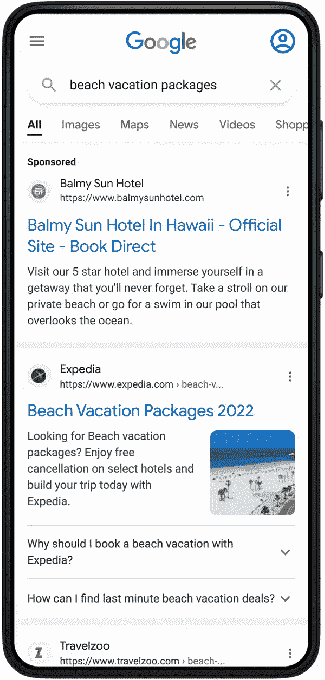 Google
beach vacation packages
All Images Maps News Videos Shopp
Sponsored
Balmy Sun Hotel
https://www.balmysunhotel.com
Balmy Sun Hotel In Hawaii - Official
Site - Book Direct
Visit our 5 star hotel and immerse yourself in a
getaway that you'll never forget. Take a stroll on our
private beach or go for a swim in our pool that
overlooks the ocean.
Expedia
https://www.expedia.com › beach-v...
Beach Vacation Packages 2022
Looking for Beach vacation
packages? Enjoy free
cancellation on select hotels and
build your trip today with
Expedia.
Why should I book a beach vacation with
Expedia?
How can I find last minute beach vacation deals?
Z
Travelzoo
https://www.travelzoo.com › beach-...